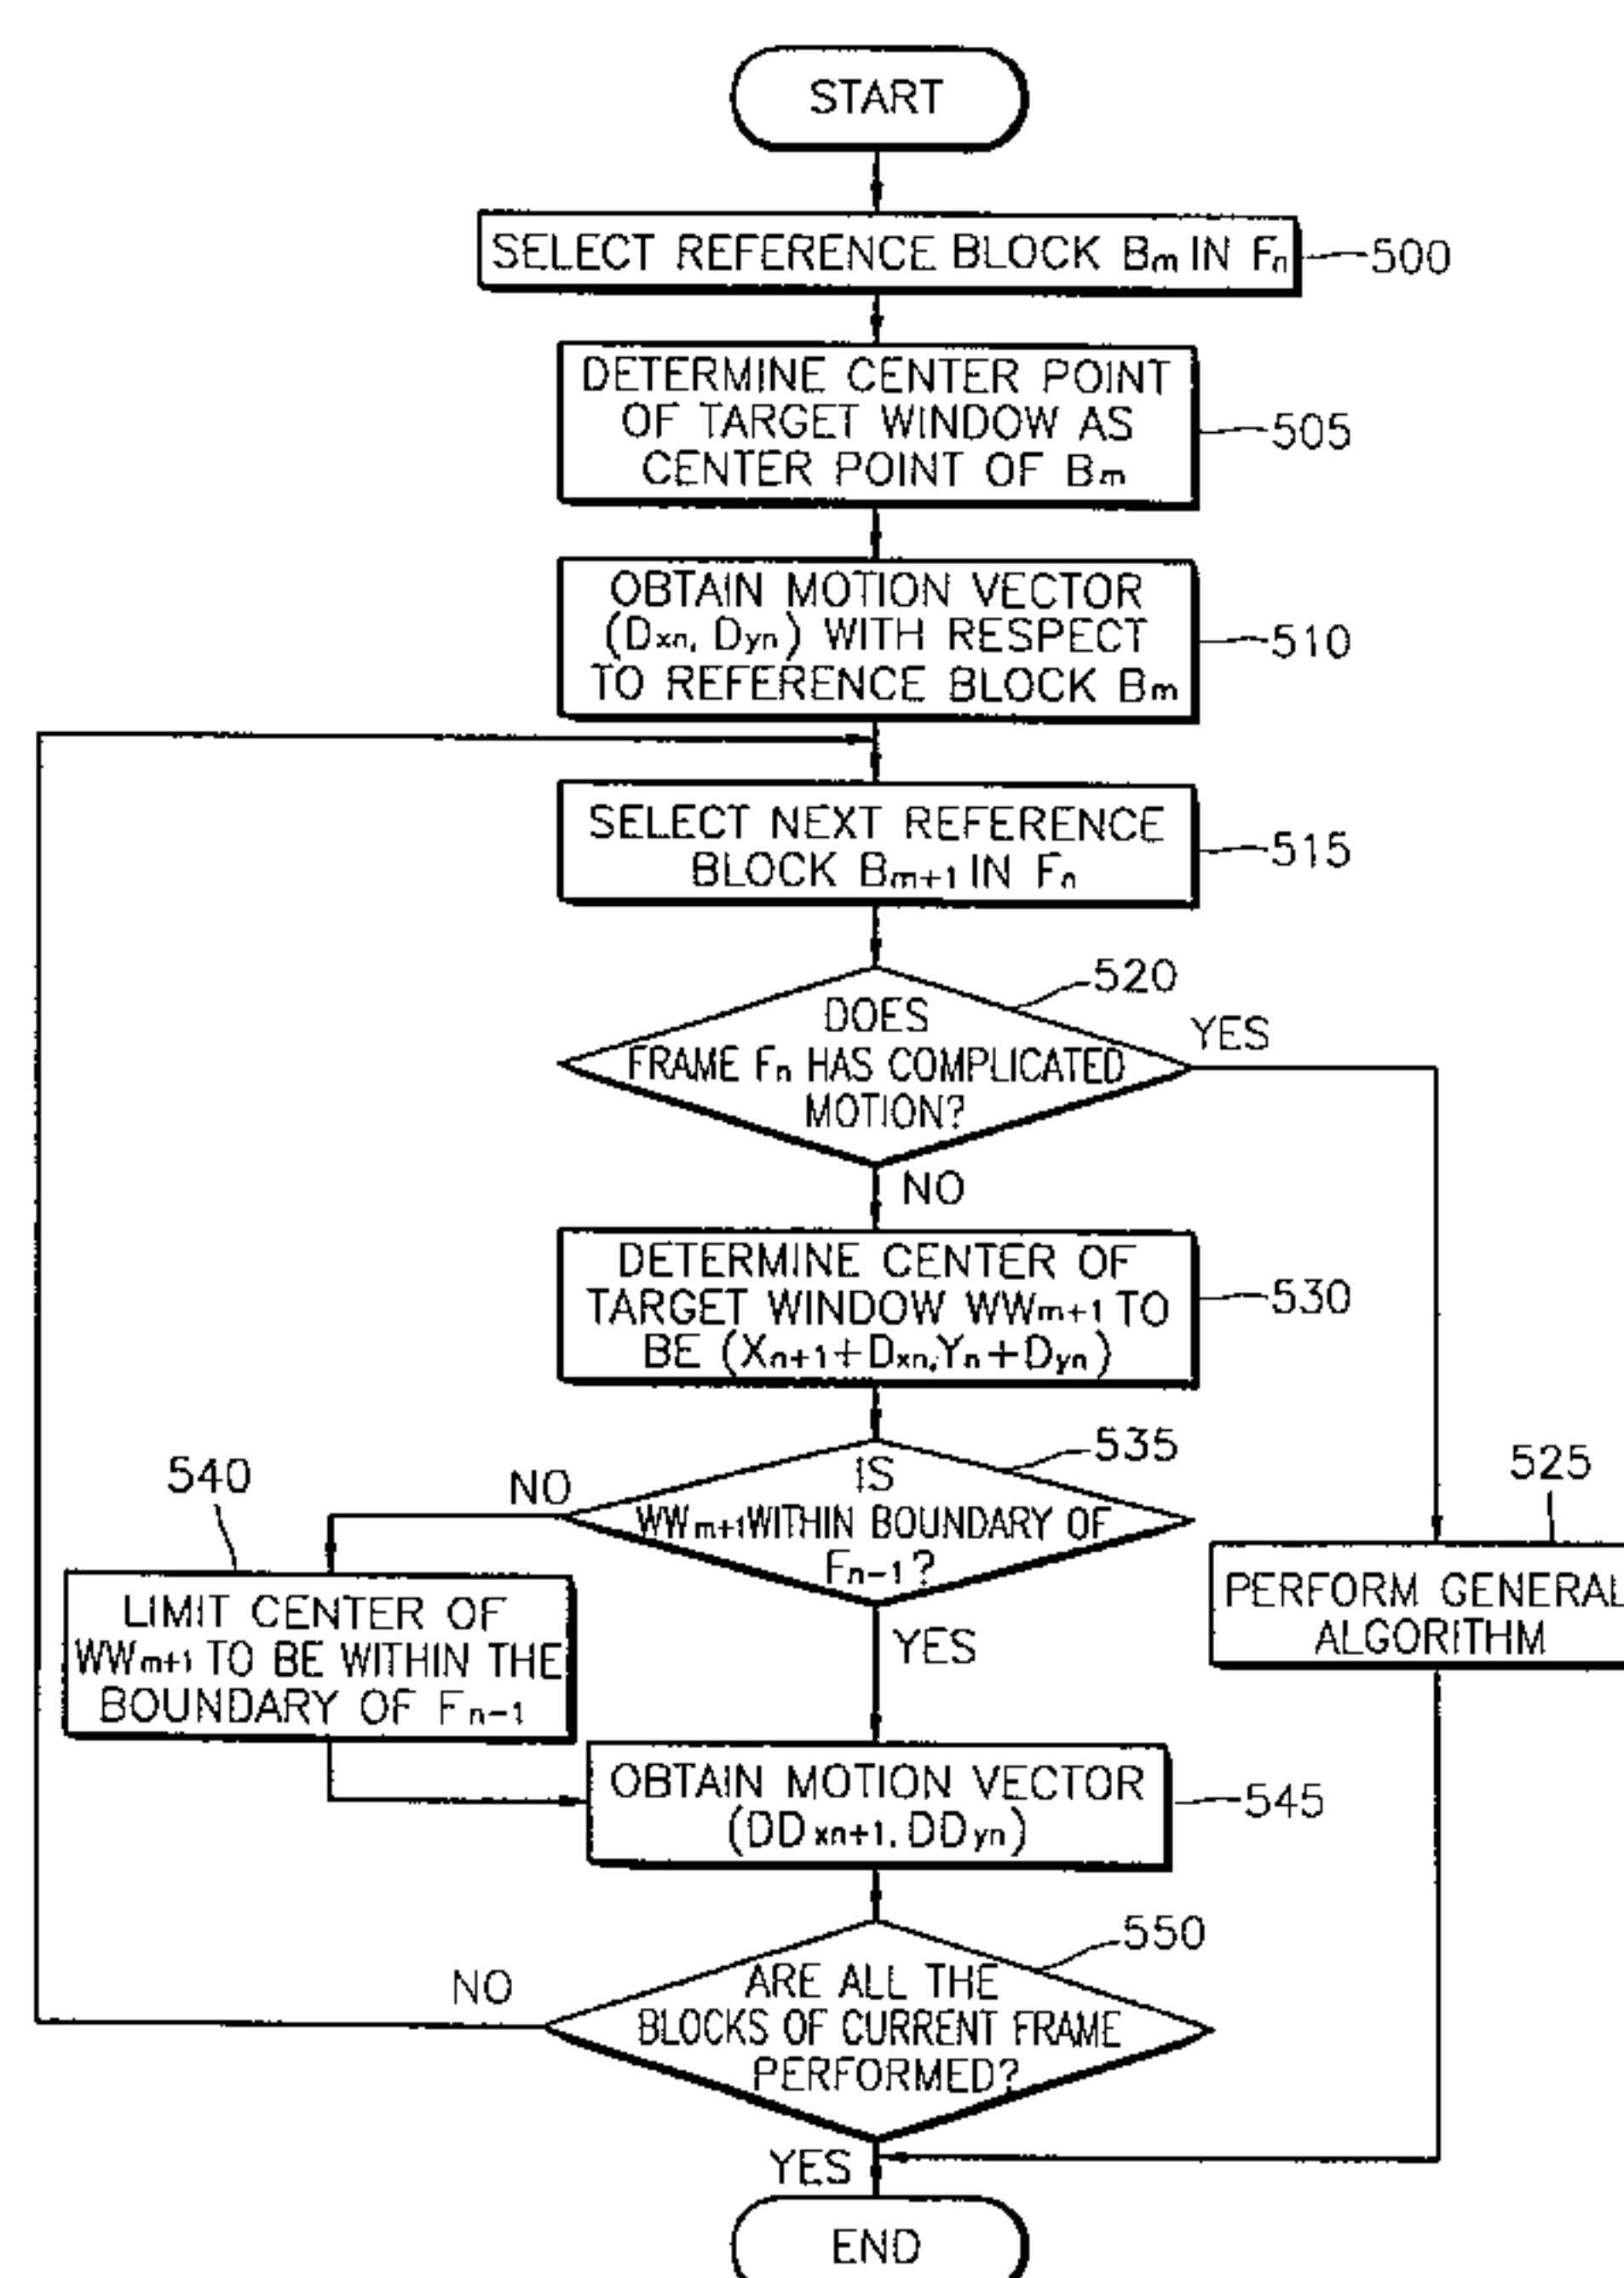 START
SELECT REFERENCE BLOCK Bm IN Fn
500
DETERMINE CENTER POINT
OF TARGET WINDOW AS
CENTER POINT OF Bm
505
OBTAIN MOTION VECTOR
(Dxn, Dyn) WITH RESPECT
TO REFERENCE BLOCK Bm
510
SELECT NEXT REFERENCE
BLOCK Bm+1 IN Fn
515
520
DOES
FRAME Fn HAS COMPLICATED
MOTION?
YES
NO
DETERMINE CENTER OF
TARGET WINDOW WWm+1 TO
BE (Xn+1+Dxn,Yn+Dyn)
530
535
IS
WWm+1 WITHIN BOUNDARY OF
Fn-1?
NO
YES
540
LIMIT CENTER OF
WWm+1 TO BE WITHIN THE
BOUNDARY OF Fn-1
525
PERFORM GENERAL
ALGORITHM
OBTAIN MOTION VECTOR
(DDxn+1, DDyn)
545
550
ARE ALL THE
BLOCKS OF CURRENT FRAME
PERFORMED?
NO
YES
END